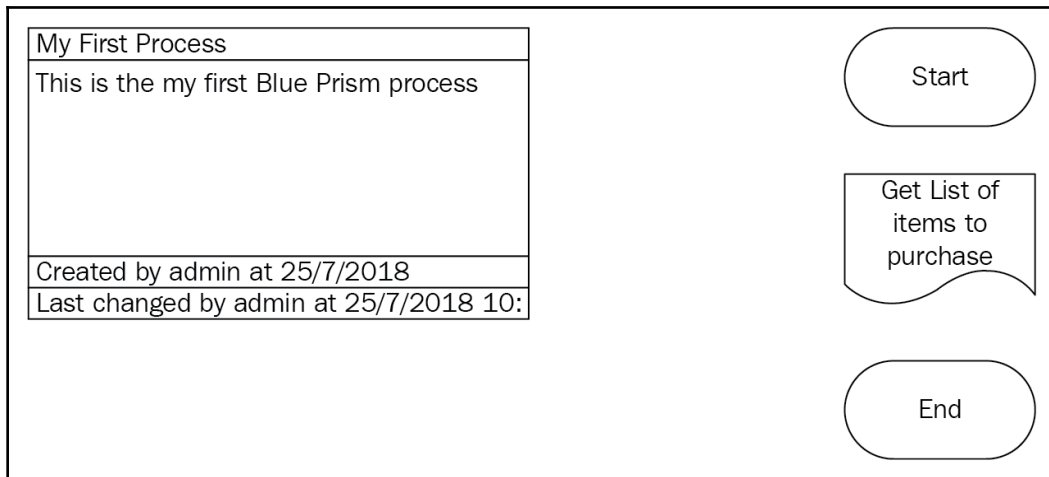 My First Process
This is the my first Blue Prism process
Created by admin at 25/7/2018
Last changed by admin at 25/7/2018 10:
Start
Get List of
items to
purchase
End